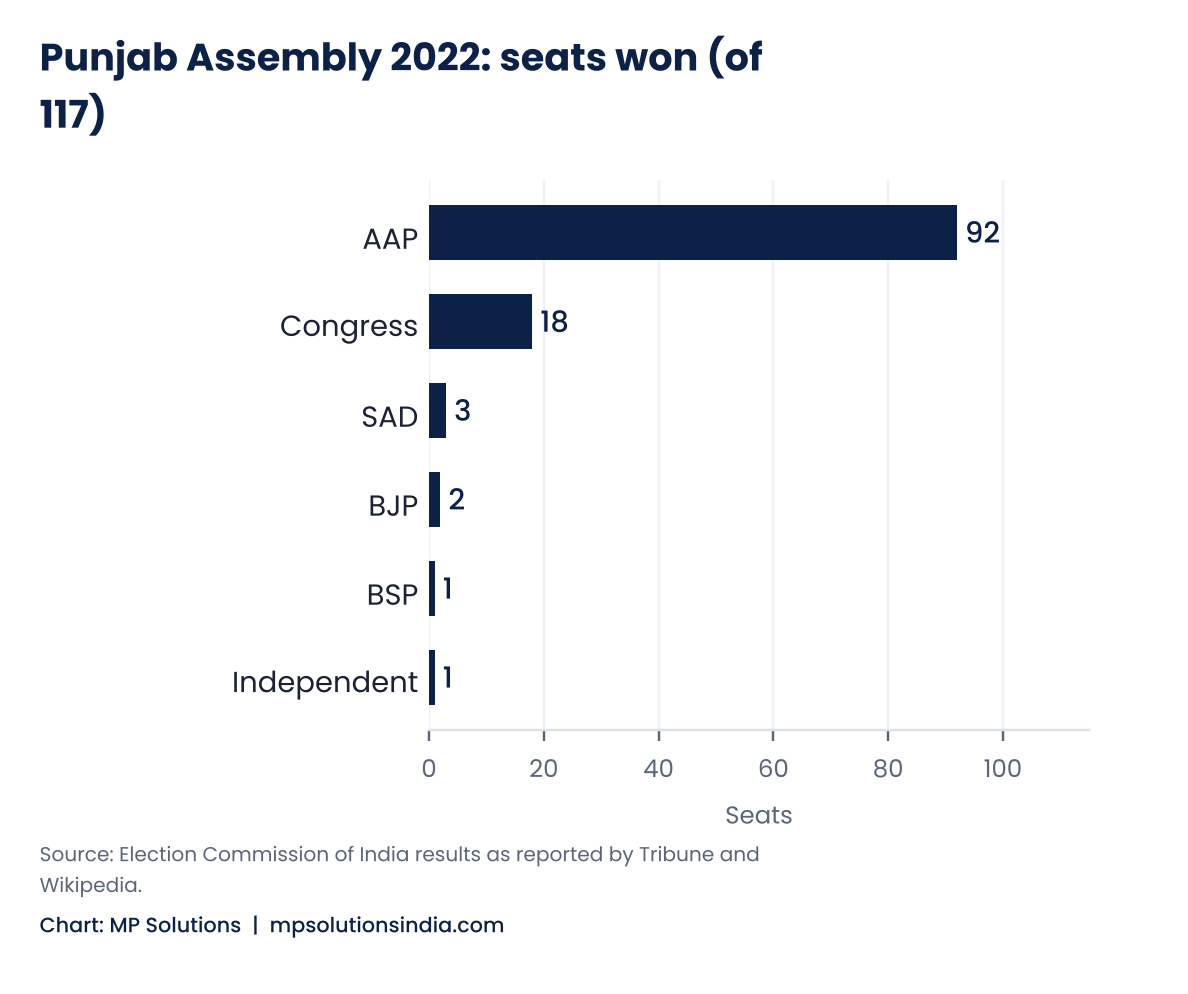 Punjab Assembly 2022: seats won (of
117)
AAP 92
Congress 18
SAD 3
BJP 2
BSP 1
Independent 1
0 20 40 60 80 100
Seats
Source: Election Commission of India results as reported by Tribune and
Wikipedia.
Chart: MP Solutions | mpsolutionsindia.com